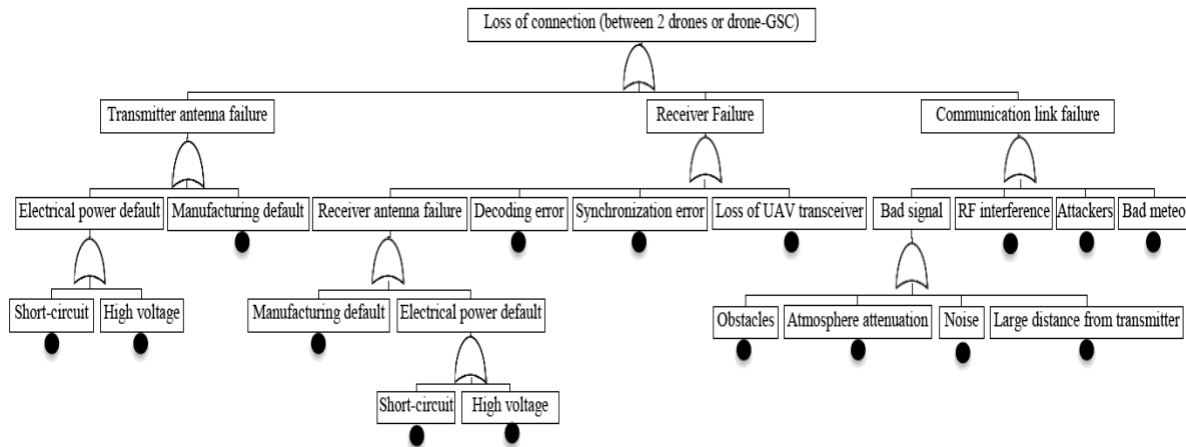 Loss of connection (between 2 drones or drone-GSC)
Transmitter antenna failure
Receiver Failure
Communication link failure
Electrical power default
Manufacturing default
Receiver antenna failure
Decoding error
Synchronization error
Loss of UAV transceiver
Bad signal
RF interference
Attackers
Bad meteo
Short-circuit
High voltage
Manufacturing default
Electrical power default
Obstacles
Atmosphere attenuation
Noise
Large distance from transmitter
Short-circuit
High voltage